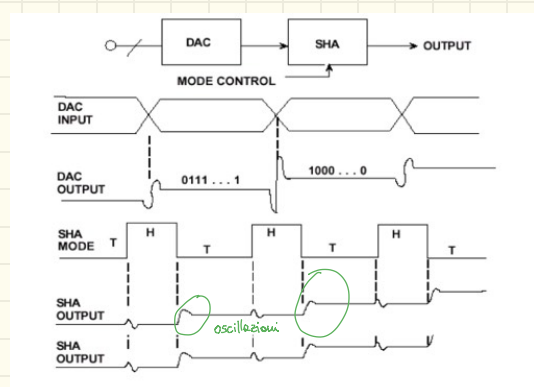 DAC
SHA
OUTPUT
MODE CONTROL
DAC
INPUT
DAC
OUTPUT
0111 . . . 1
1000 . . . 0
SHA
MODE
T
H
T
H
T
H
T
SHA
OUTPUT
oscillazioni
SHA
OUTPUT